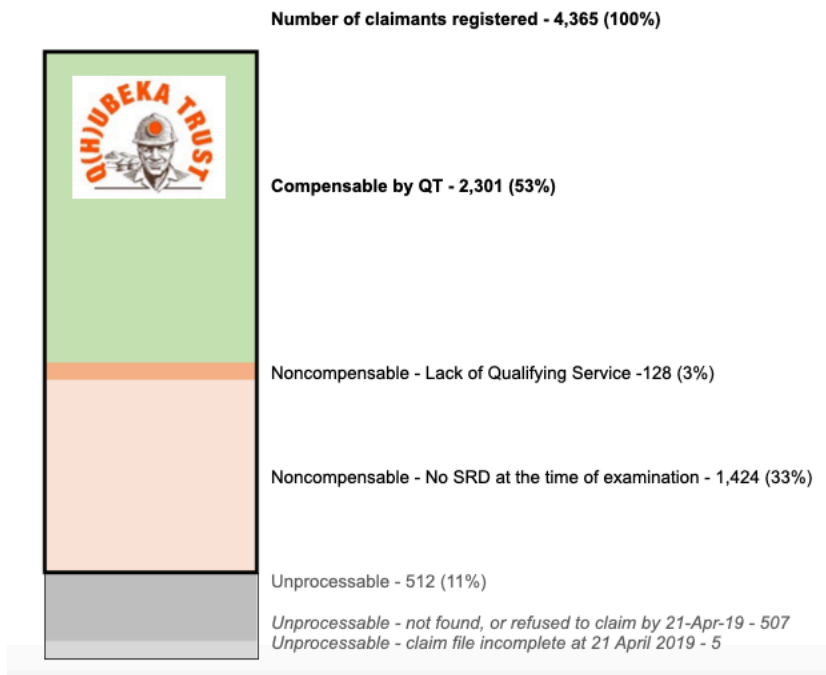 Number of claimants registered - 4,365 (100%)
Q(H)UBEKA TRUST
Compensable by QT - 2,301 (53%)
Noncompensable - Lack of Qualifying Service -128 (3%)
Noncompensable - No SRD at the time of examination - 1,424 (33%)
Unprocessable - 512 (11%)
Unprocessable - not found, or refused to claim by 21-Apr-19 - 507
Unprocessable - claim file incomplete at 21 April 2019 - 5